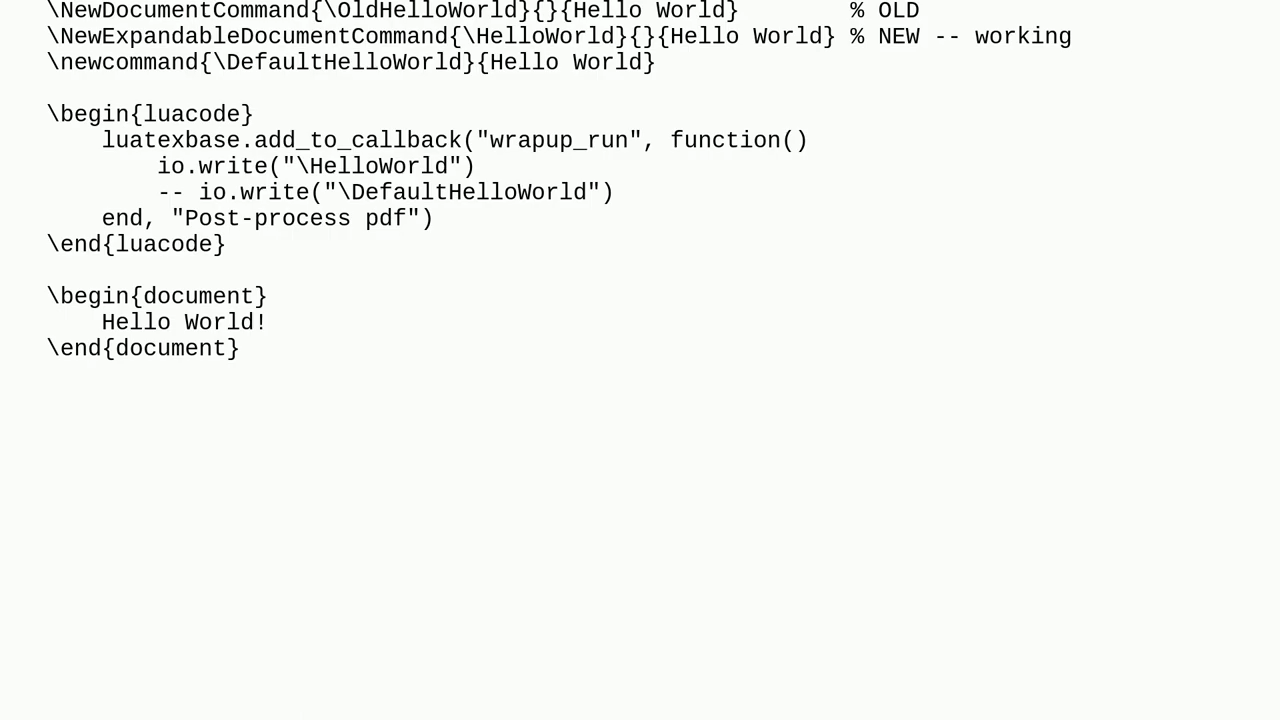 \NewDocumentCommand{\OldHelloWorld}{}{Hello World}        % OLD
\NewExpandableDocumentCommand{\HelloWorld}{}{Hello World} % NEW -- working
\newcommand{\DefaultHelloWorld}{Hello World}

\begin{luacode}
    luatexbase.add_to_callback("wrapup_run", function()
        io.write("\HelloWorld")
        -- io.write("\DefaultHelloWorld")
    end, "Post-process pdf")
\end{luacode}

\begin{document}
    Hello World!
\end{document}